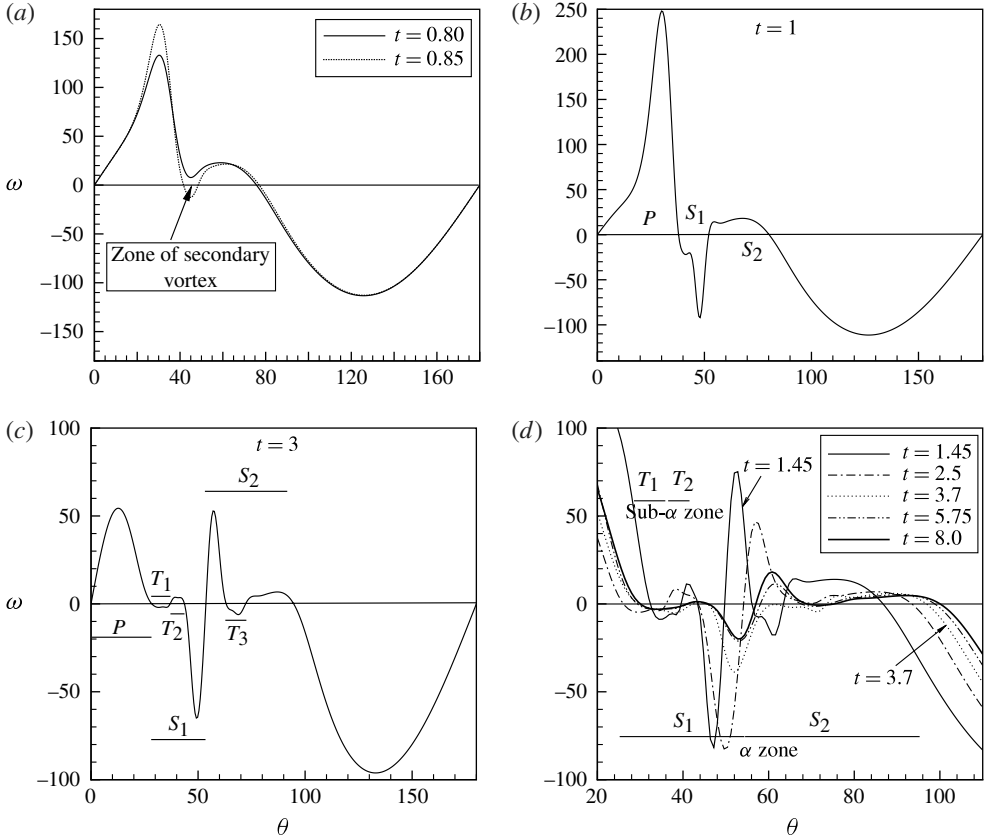 (a)
150
100
50
0
−50
−100
−150
ω
t = 0.80
t = 0.85
Zone of secondary
vortex
0 40 80 120 160
(b)
250
200
150
100
50
0
−50
−100
t = 1
P
S1
S2
0 50 100 150
(c)
100
50
0
−50
−100
ω
t = 3
S2
T1
P
T2
T3
S1
0 50 100 150
θ
(d)
100
50
0
−50
−100
T1 T2
Sub-α zone
t = 1.45
t = 1.45
t = 2.5
t = 3.7
t = 5.75
t = 8.0
t = 3.7
S1
S2
α zone
20 40 60 80 100
θ